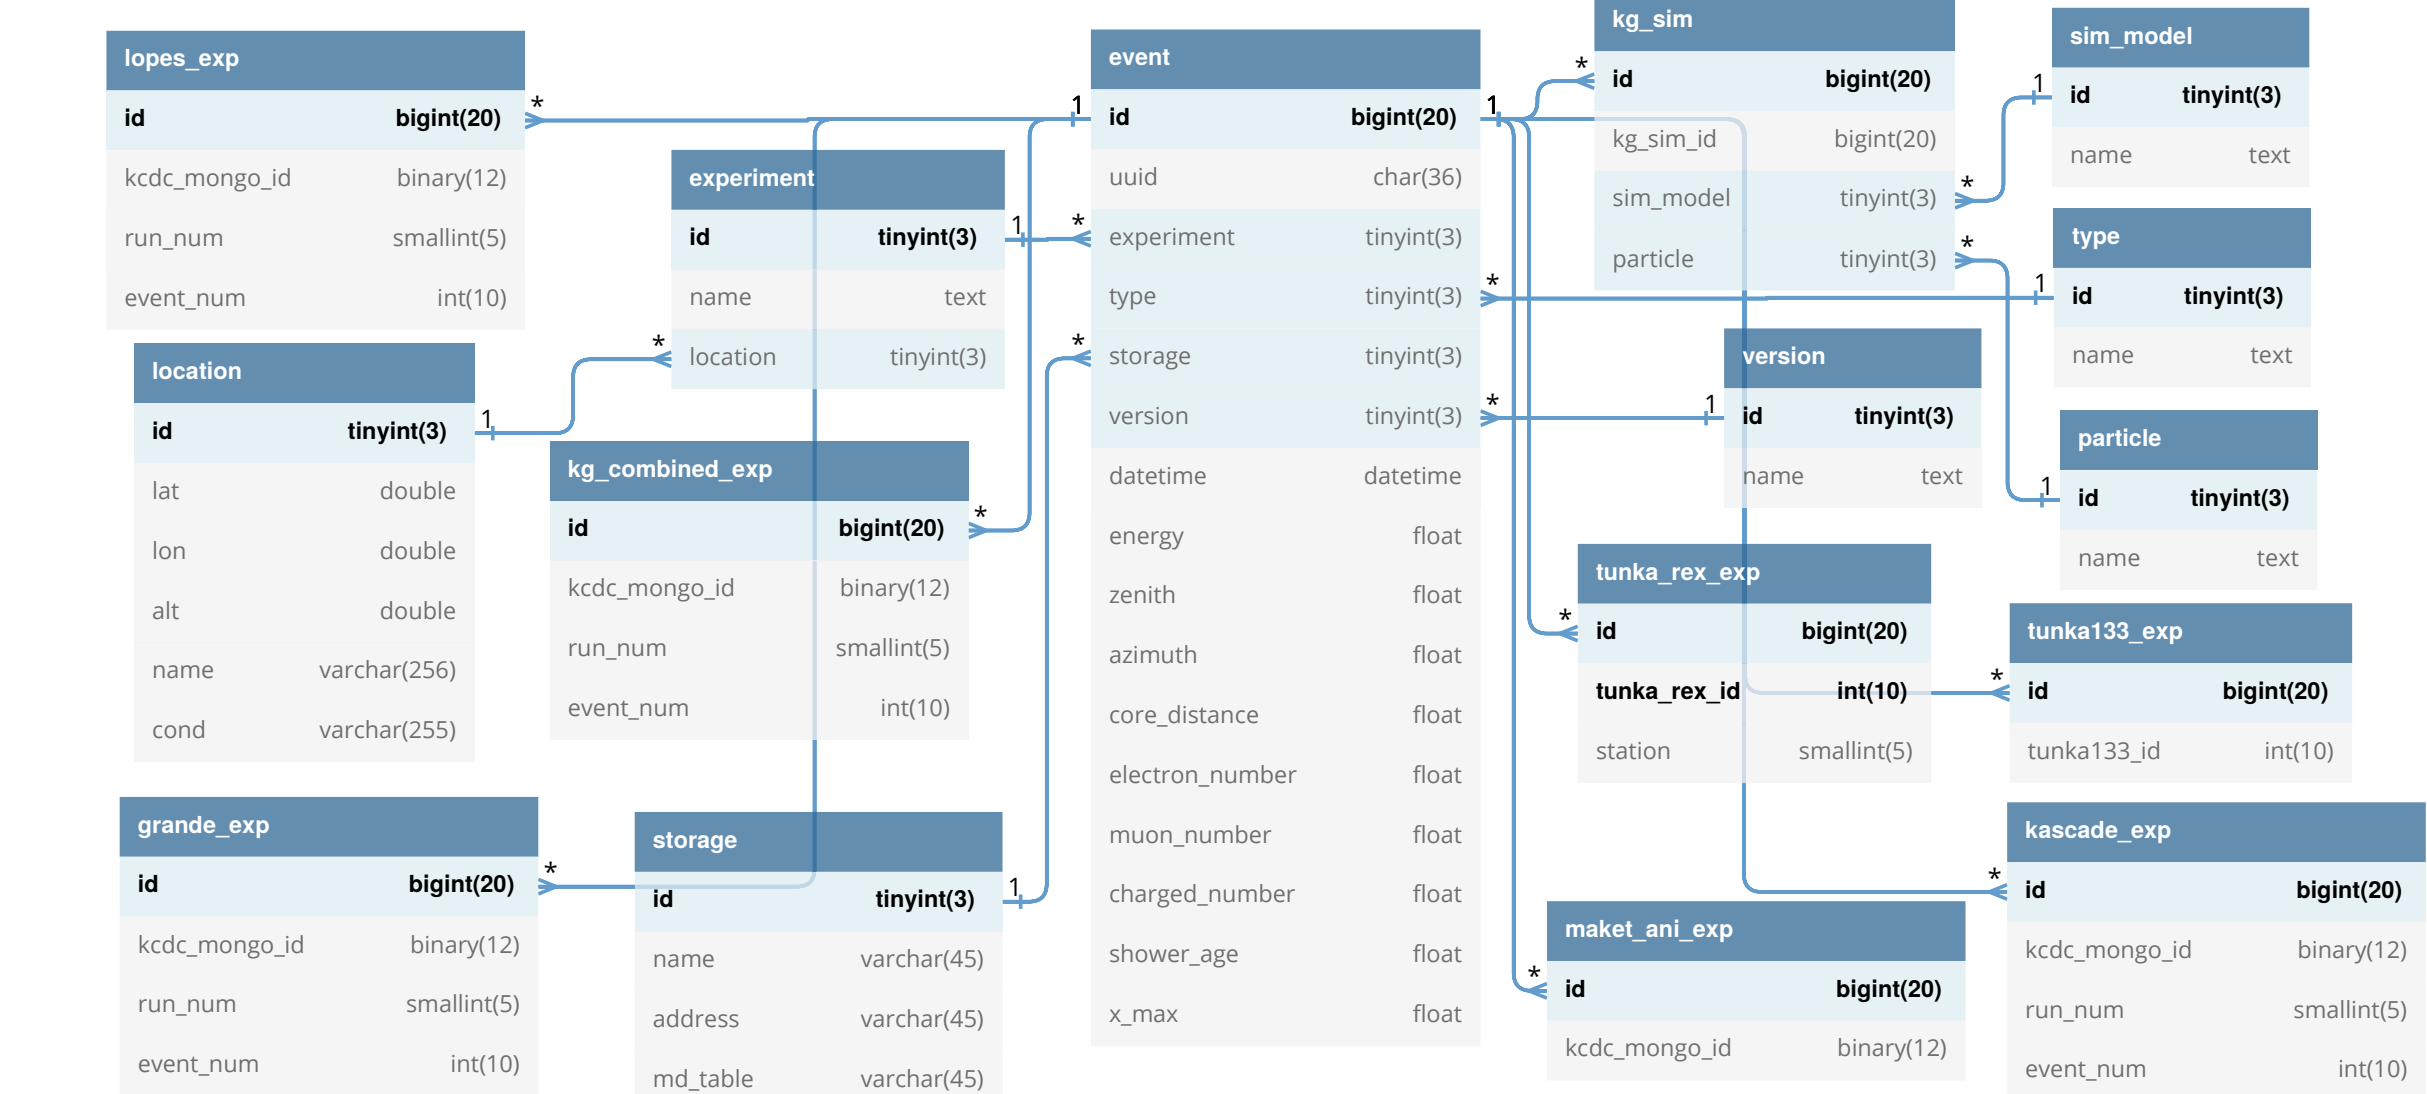 lopes_exp
id bigint(20)
kcdc_mongo_id binary(12)
run_num smallint(5)
event_num int(10)
location
id tinyint(3)
lat double
lon double
alt double
name varchar(256)
cond varchar(255)
grande_exp
id bigint(20)
kcdc_mongo_id binary(12)
run_num smallint(5)
event_num int(10)
experiment
id tinyint(3)
name text
location tinyint(3)
kg_combined_exp
id bigint(20)
kcdc_mongo_id binary(12)
run_num smallint(5)
event_num int(10)
storage
id tinyint(3)
name varchar(45)
address varchar(45)
md_table varchar(45)
event
id bigint(20)
uuid char(36)
experiment tinyint(3)
type tinyint(3)
storage tinyint(3)
version tinyint(3)
datetime datetime
energy float
zenith float
azimuth float
core_distance float
electron_number float
muon_number float
charged_number float
shower_age float
x_max float
kg_sim
id bigint(20)
kg_sim_id bigint(20)
sim_model tinyint(3)
particle tinyint(3)
version
id tinyint(3)
name text
tunka_rex_exp
id bigint(20)
tunka_rex_id int(10)
station smallint(5)
maket_ani_exp
id bigint(20)
kcdc_mongo_id binary(12)
sim_model
id tinyint(3)
name text
type
id tinyint(3)
name text
particle
id tinyint(3)
name text
tunka133_exp
id bigint(20)
tunka133_id int(10)
kascade_exp
id bigint(20)
kcdc_mongo_id binary(12)
run_num smallint(5)
event_num int(10)
*
1
1
*
*
1
*
*
1
*
1
*
*
*
1
*
*
1
*
1
1
*
1
*
*
*
*